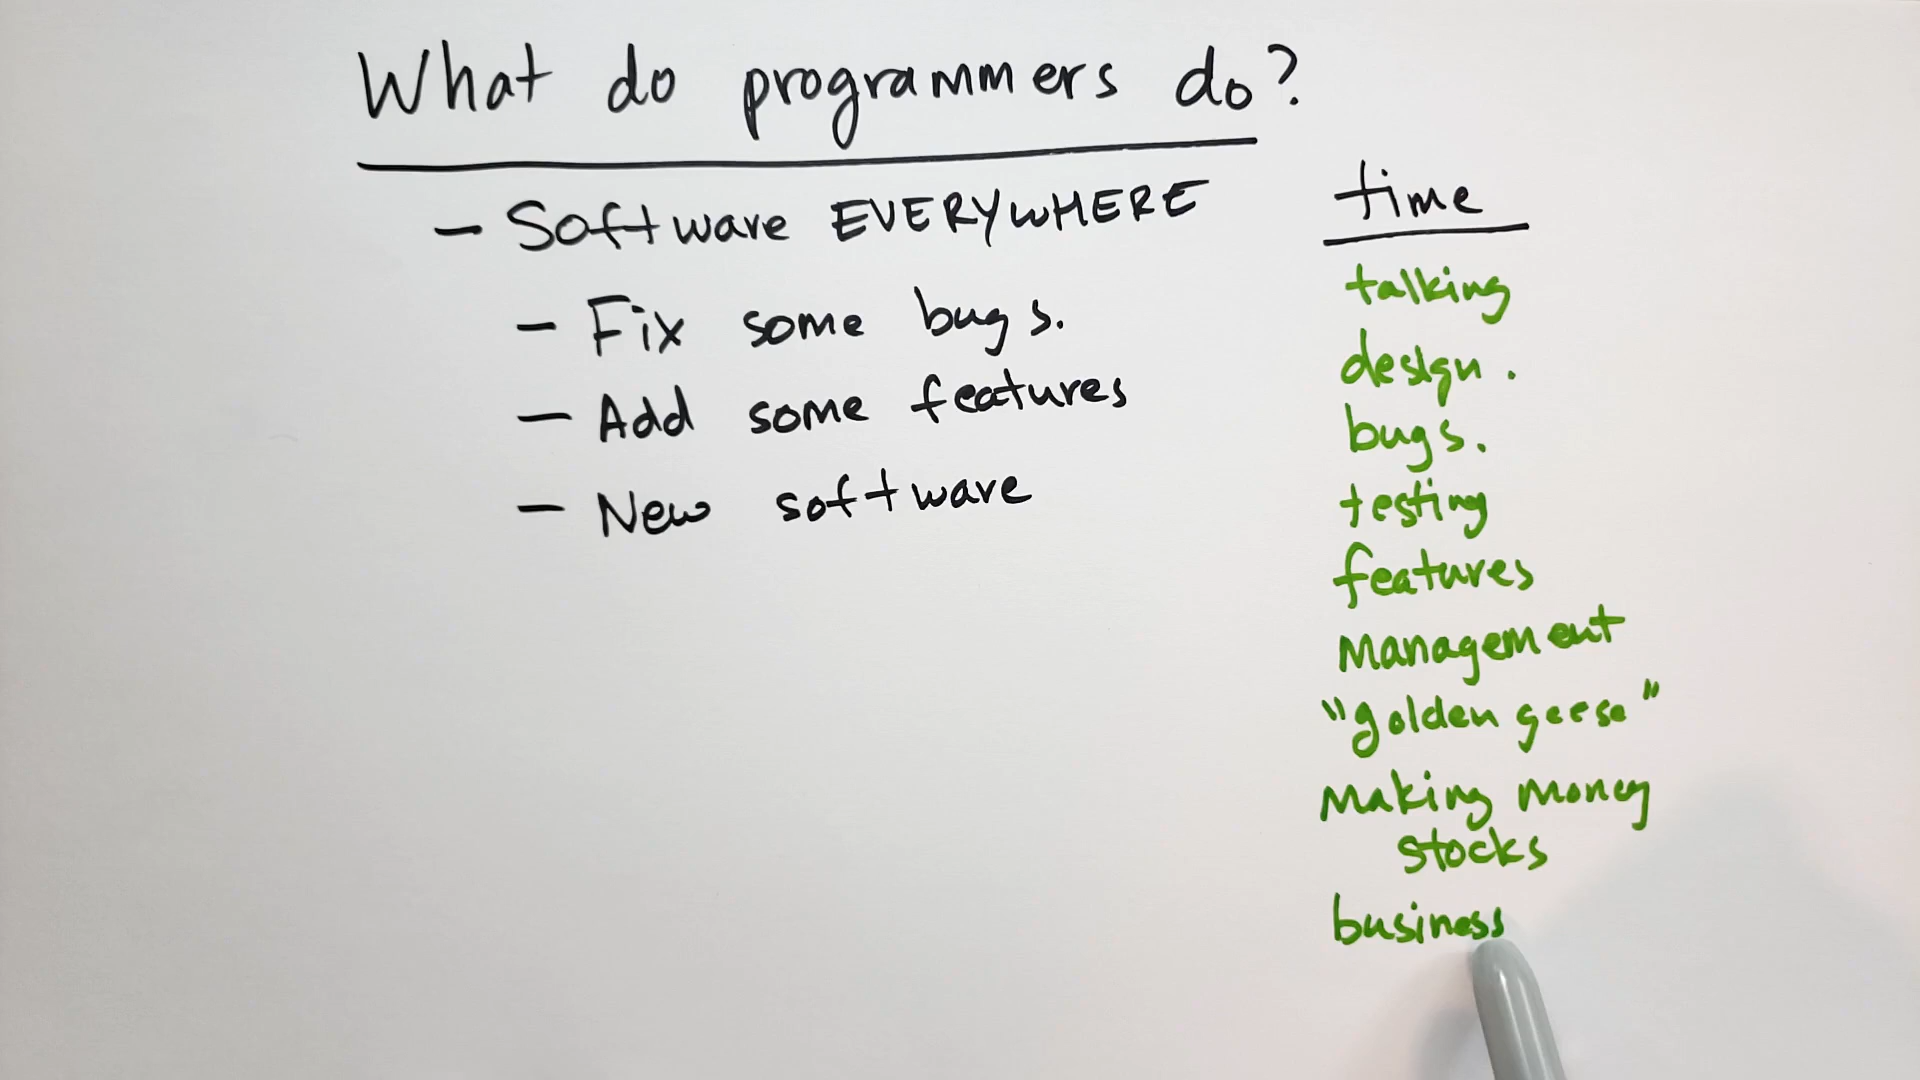 What do programmers do?
- Software EVERYWHERE
- Fix some bugs.
- Add some features
- New software
time
talking
design.
bugs.
testing
features
Management
"golden geese"
Making money
stocks
business